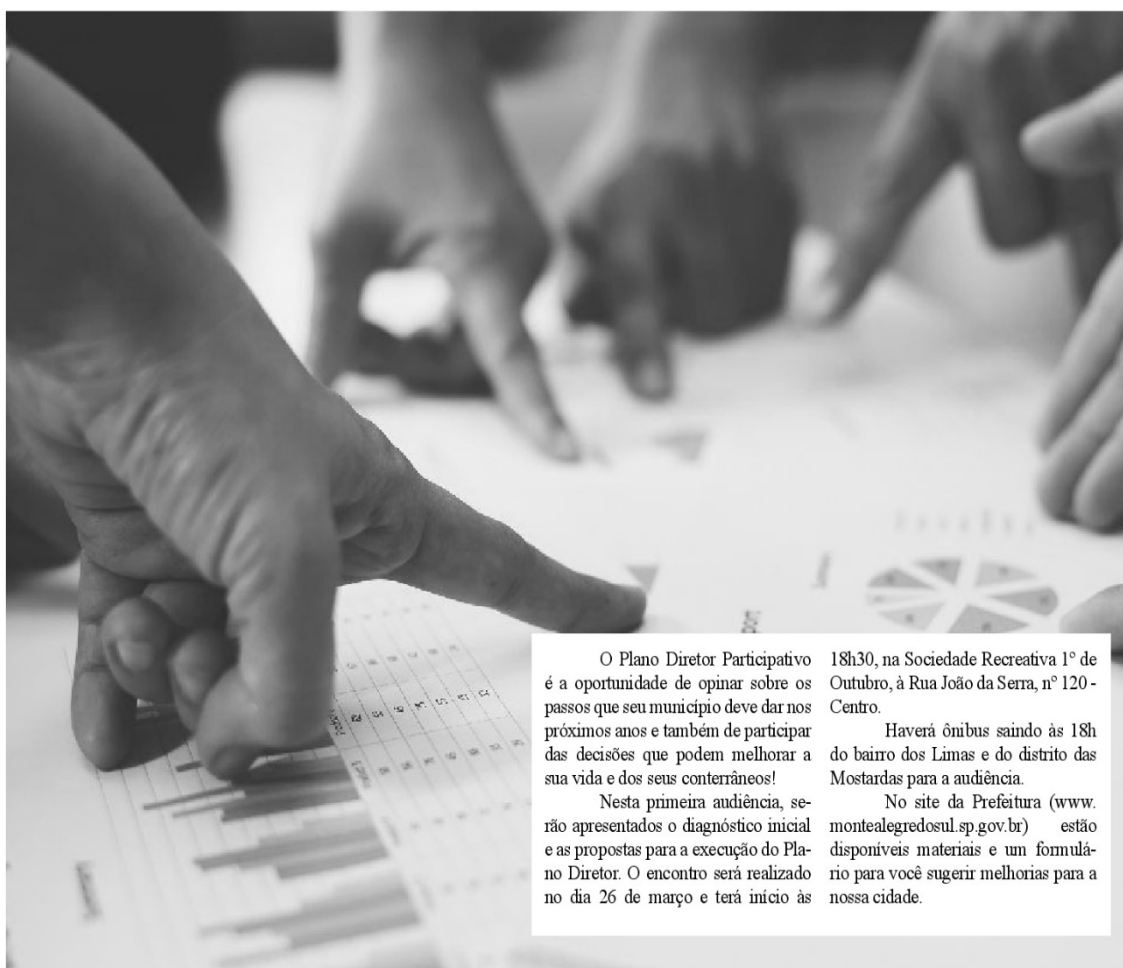 O Plano Diretor Participativo
é a oportunidade de opinar sobre os
passos que seu município deve dar nos
próximos anos e também de participar
das decisões que podem melhorar a
sua vida e dos seus conterrâneos!
Nesta primeira audiência, se-
rão apresentados o diagnóstico inicial
e as propostas para a execução do Pla-
no Diretor. O encontro será realizado
no dia 26 de março e terá início às
18h30, na Sociedade Recreativa 1º de
Outubro, à Rua João da Serra, nº 120 -
Centro.
Haverá ônibus saindo às 18h
do bairro dos Limas e do distrito das
Mostardas para a audiência.
No site da Prefeitura (www.
montealegredosul.sp.gov.br) estão
disponíveis materiais e um formulá-
rio para você sugerir melhorias para a
nossa cidade.